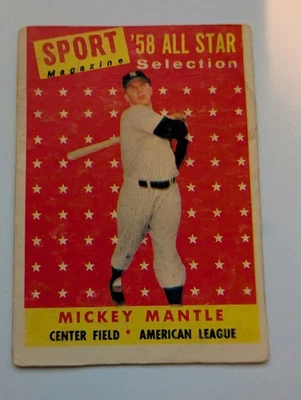 SPORT
Magazine
'58 ALL STAR
Selection
MICKEY MANTLE
CENTER FIELD * AMERICAN LEAGUE